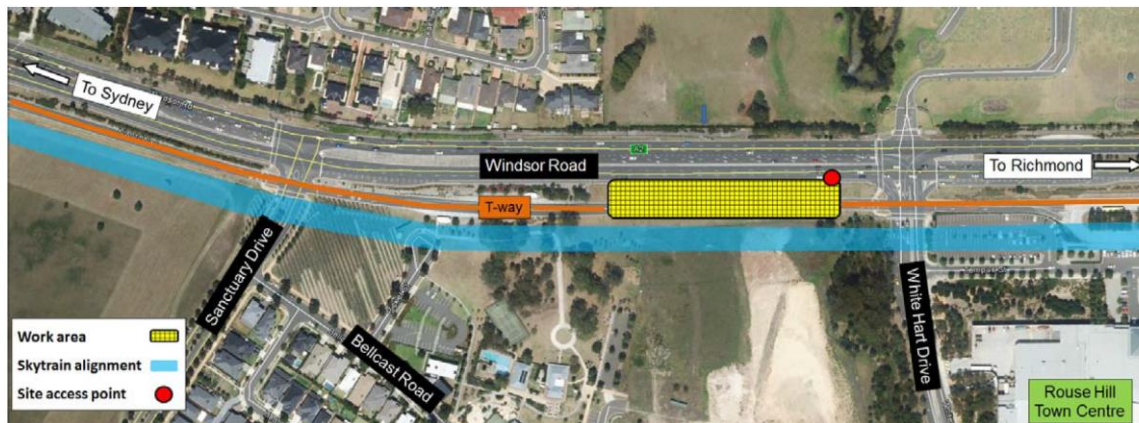 To Sydney
Windsor Road
A2
To Richmond
T-way
Sanctuary Drive
Bellcast Road
White Hart Drive
Work area
Skytrain alignment
Site access point
Rouse Hill
Town Centre